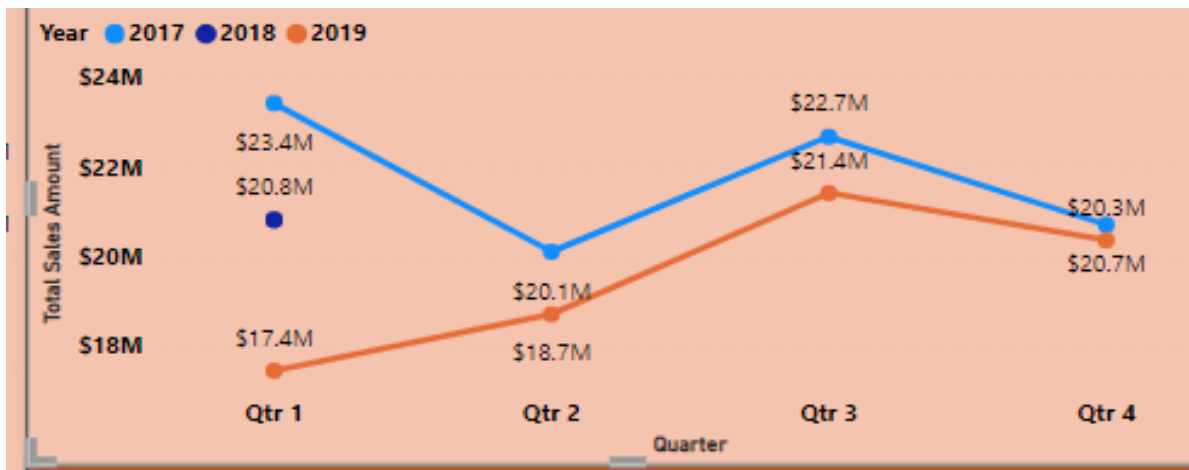 Year 2017 2018 2019
$24M
$22.7M
$23.4M
$22M
$21.4M
$20.8M
$20.3M
$20M
$20.7M
$20.1M
$18M
$17.4M
$18.7M
Qtr 1 Qtr 2 Qtr 3 Qtr 4
Quarter
Total Sales Amount